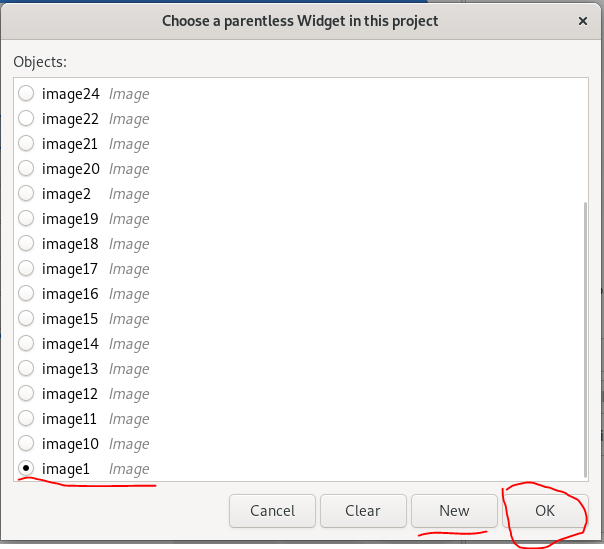 Choose a parentless Widget in this project ×
Objects:
image24 Image
image22 Image
image21 Image
image20 Image
image2 Image
image19 Image
image18 Image
image17 Image
image16 Image
image15 Image
image14 Image
image13 Image
image12 Image
image11 Image
image10 Image
image1 Image
Cancel Clear New OK